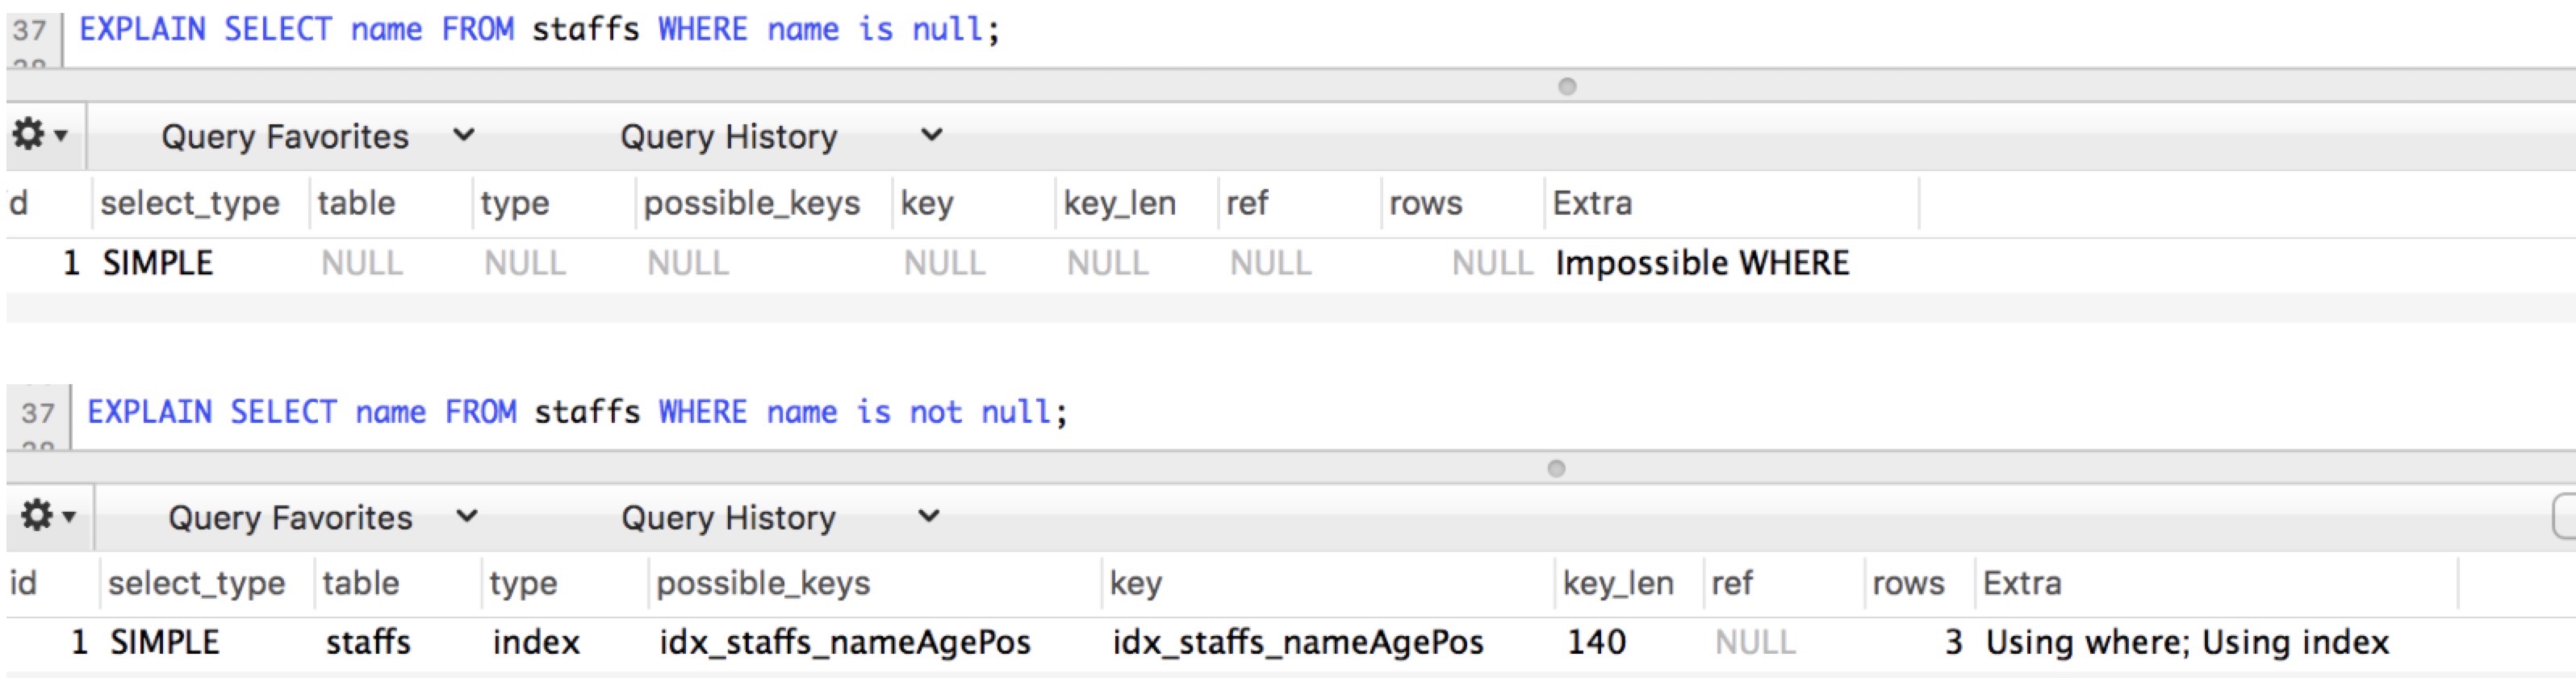 37 EXPLAIN SELECT name FROM staffs WHERE name is null;
Query Favorites Query History
d select_type table type possible_keys key key_len ref rows Extra
1 SIMPLE NULL NULL NULL NULL NULL NULL NULL Impossible WHERE
37 EXPLAIN SELECT name FROM staffs WHERE name is not null;
Query Favorites Query History
id select_type table type possible_keys key key_len ref rows Extra
1 SIMPLE staffs index idx_staffs_nameAgePos idx_staffs_nameAgePos 140 NULL 3 Using where; Using index